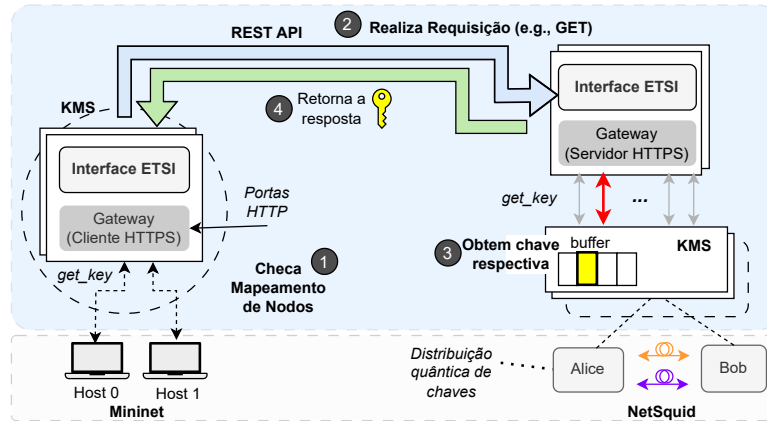 REST API
2 Realiza Requisição (e.g., GET)
KMS
Interface ETSI
Gateway
(Cliente HTTPS)
get_key
Portas
HTTP
4 Retorna a
resposta
Interface ETSI
Gateway
(Servidor HTTPS)
get_key
...
1
Checa
Mapeamento
de Nodos
3 Obtem chave
respectiva
buffer
KMS
Host 0
Host 1
Mininet
Distribuição
quântica de
chaves
Alice
Bob
NetSquid